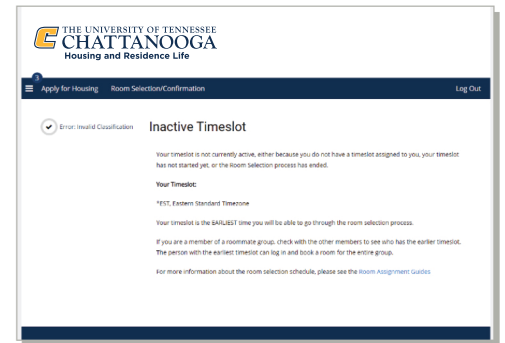 THE UNIVERSITY OF TENNESSEE
CHATTANOOGA
Housing and Residence Life
3
Apply for Housing Room Selection/Confirmation Log Out
Error: Invalid Classification
Inactive Timeslot
Your timeslot is not currently active, either because you do not have a timeslot assigned to you, your timeslot
has not started yet, or the Room Selection process has ended.
Your Timeslot:
*EST, Eastern Standard Timezone
Your timeslot is the EARLIEST time you will be able to go through the room selection process.
If you are a member of a roommate group, check with the other members to see who has the earlier timeslot.
The person with the earliest timeslot can log in and book a room for the entire group.
For more information about the room selection schedule, please see the Room Assignment Guides